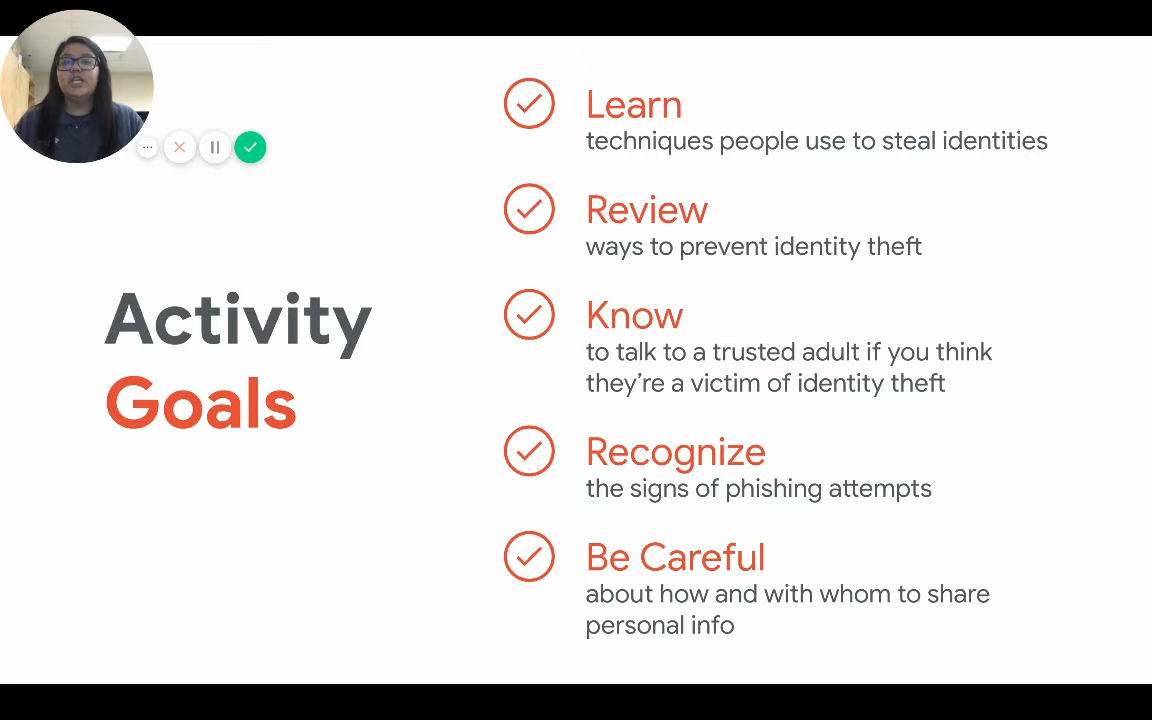 Activity
Goals
Learn
techniques people use to steal identities
Review
ways to prevent identity theft
Know
to talk to a trusted adult if you think
they’re a victim of identity theft
Recognize
the signs of phishing attempts
Be Careful
about how and with whom to share
personal info